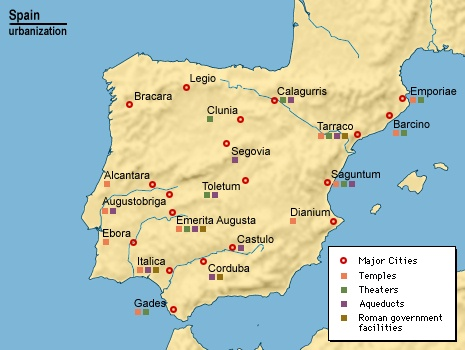 Spain
urbanization
Legio
Bracara
Calagurris
Emporiae
Clunia
Tarraco
Barcino
Segovia
Alcantara
Toletum
Saguntum
Augustobriga
Emerita Augusta
Dianium
Ebora
Castulo
Italica
Corduba
Gades
Major Cities
Temples
Theaters
Aqueducts
Roman government
facilities